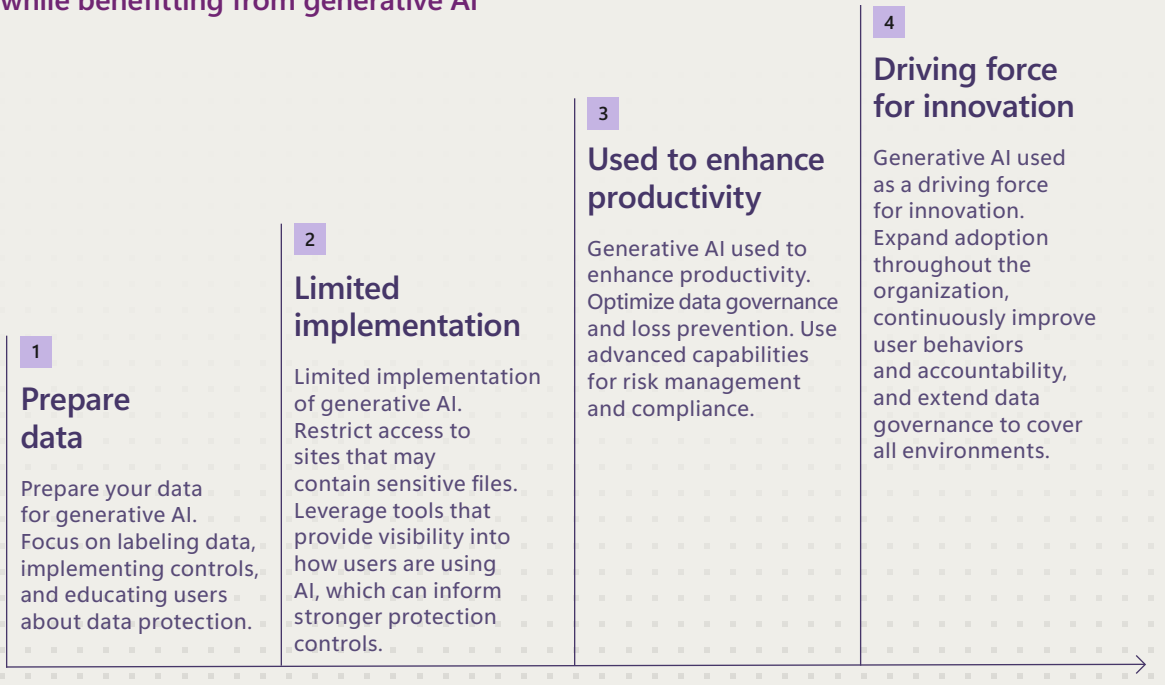 while benefitting from generative AI
1
Prepare
data
Prepare your data
for generative AI.
Focus on labeling data,
implementing controls,
and educating users
about data protection.
2
Limited
implementation
Limited implementation
of generative AI.
Restrict access to
sites that may
contain sensitive files.
Leverage tools that
provide visibility into
how users are using
AI, which can inform
stronger protection
controls.
3
Used to enhance
productivity
Generative AI used to
enhance productivity.
Optimize data governance
and loss prevention. Use
advanced capabilities
for risk management
and compliance.
4
Driving force
for innovation
Generative AI used
as a driving force
for innovation.
Expand adoption
throughout the
organization,
continuously improve
user behaviors
and accountability,
and extend data
governance to cover
all environments.